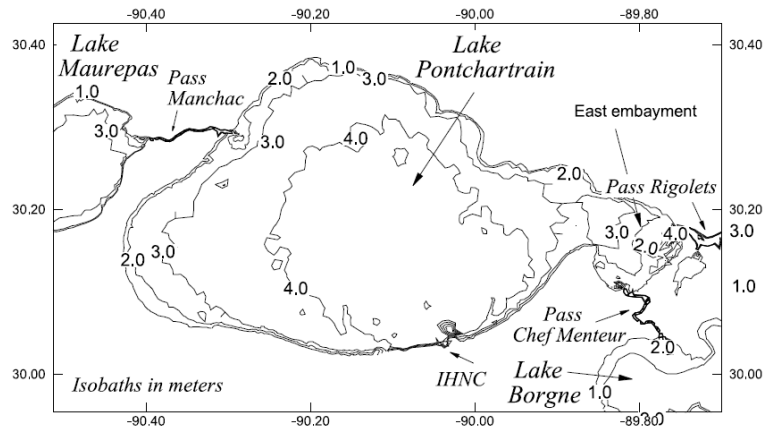 -90.40 -90.20 -90.00 -89.80
30.40 30.40
Lake
Maurepas
Pass
Manchac
Lake
Pontchartrain
1.0
2.0
1.0
3.0
3.0
3.0
4.0
East embayment
2.0
Pass Rigolets
30.20 30.20
3.0
2.0
4.0
3.0
2.0
3.0
4.0
1.0
Pass
Chef Menteur
2.0
IHNC
Lake
Borgne
1.0
30.00 30.00
Isobaths in meters
3.0
-90.40 -90.20 -90.00 -89.80